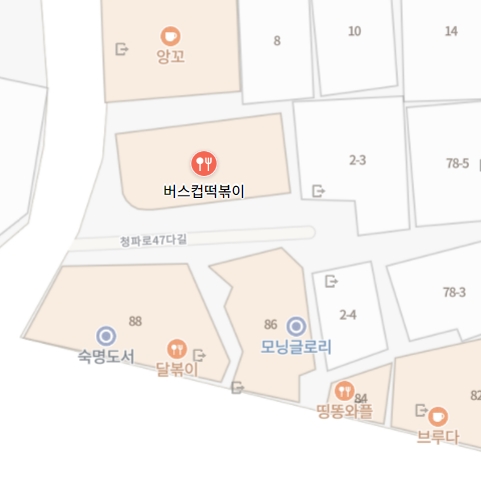 앙꼬
8
10
14
버스컵떡볶이
2-3
78-5
청파로47다길
88
숙명도서
달볶이
86
모닝글로리
2-4
78-3
띵똥와플
84
82
브루다